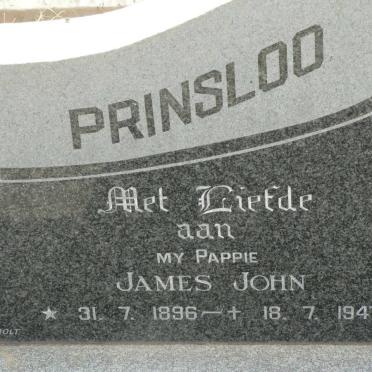 PRINSLOO
Met Liefde
aan
MY PAPPIE
JAMES JOHN
★ 31. 7. 1896 — ✝ 18. 7. 194